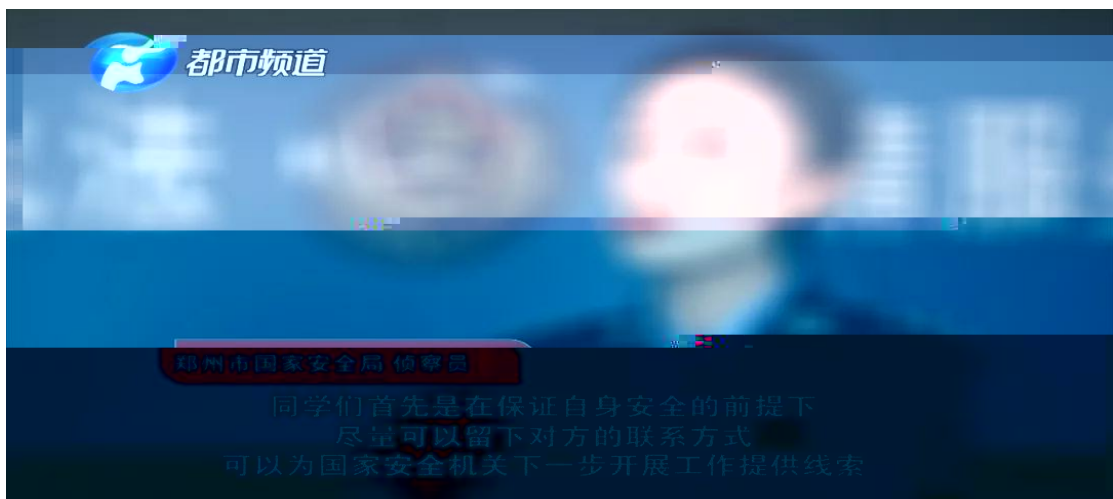 都市频道
郑州市国家安全局 侦察员
同学们首先是在保证自身安全的前提下
尽量可以留下对方的联系方式
可以为国家安全机关下一步开展工作提供线索